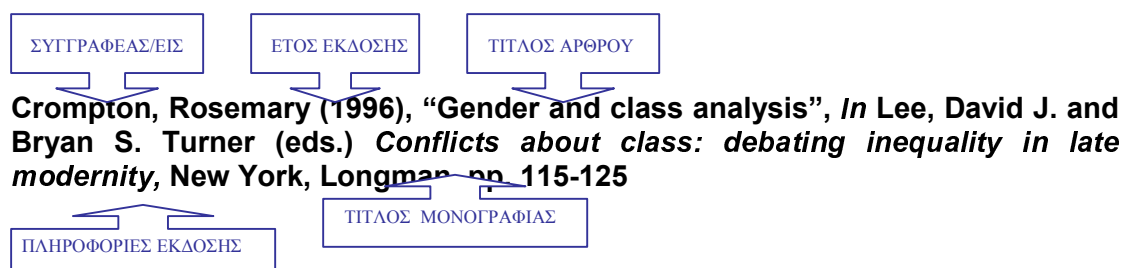 ΣΥΓΓΡΑΦΕΑΣ/ΕΙΣ ΕΤΟΣ ΕΚΔΟΣΗΣ ΤΙΤΛΟΣ ΑΡΘΡΟΥ
Crompton, Rosemary (1996), “Gender and class analysis”, In Lee, David J. and
Bryan S. Turner (eds.) Conflicts about class: debating inequality in late
modernity, New York, Longman, pp. 115-125
ΤΙΤΛΟΣ ΜΟΝΟΓΡΑΦΙΑΣ
ΠΛΗΡΟΦΟΡΙΕΣ ΕΚΔΟΣΗΣ